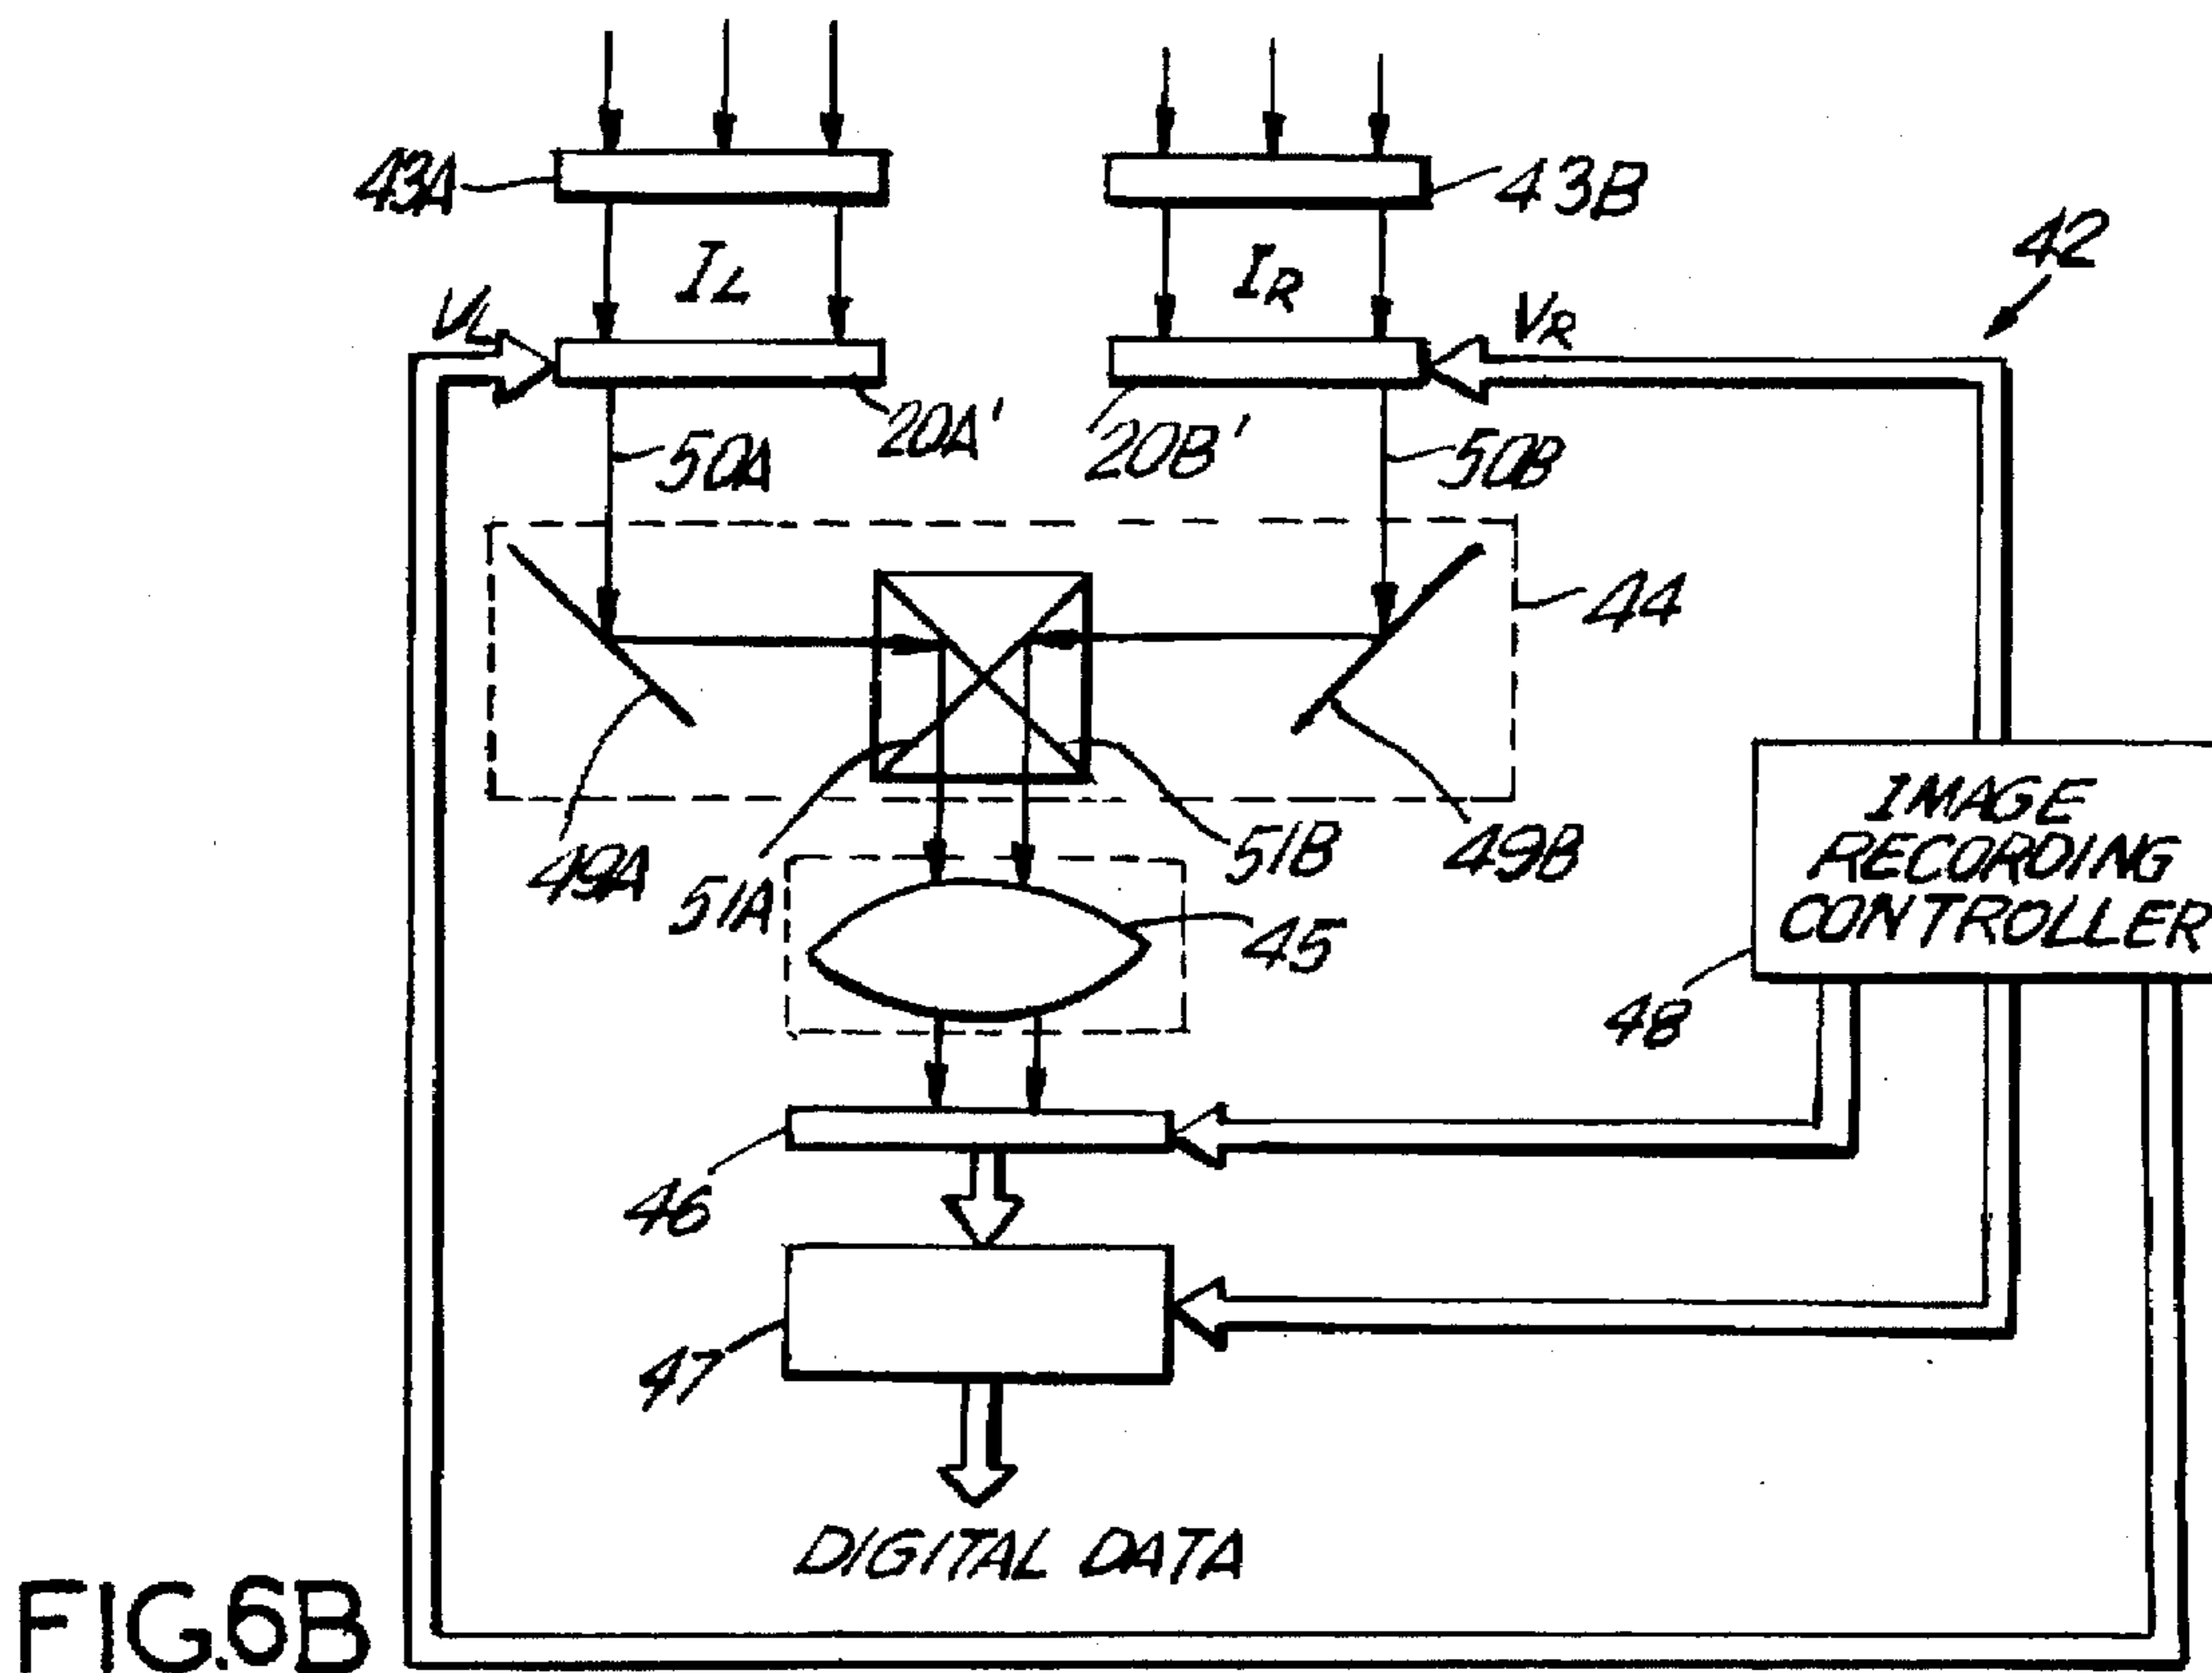 43A
43B
42
IL
IR
VL
VR
20A'
20B'
50A
50B
44
49A
51A
51B
49B
45
IMAGE
RECORDING
CONTROLLER
48
46
47
DIGITAL DATA
FIG.6B